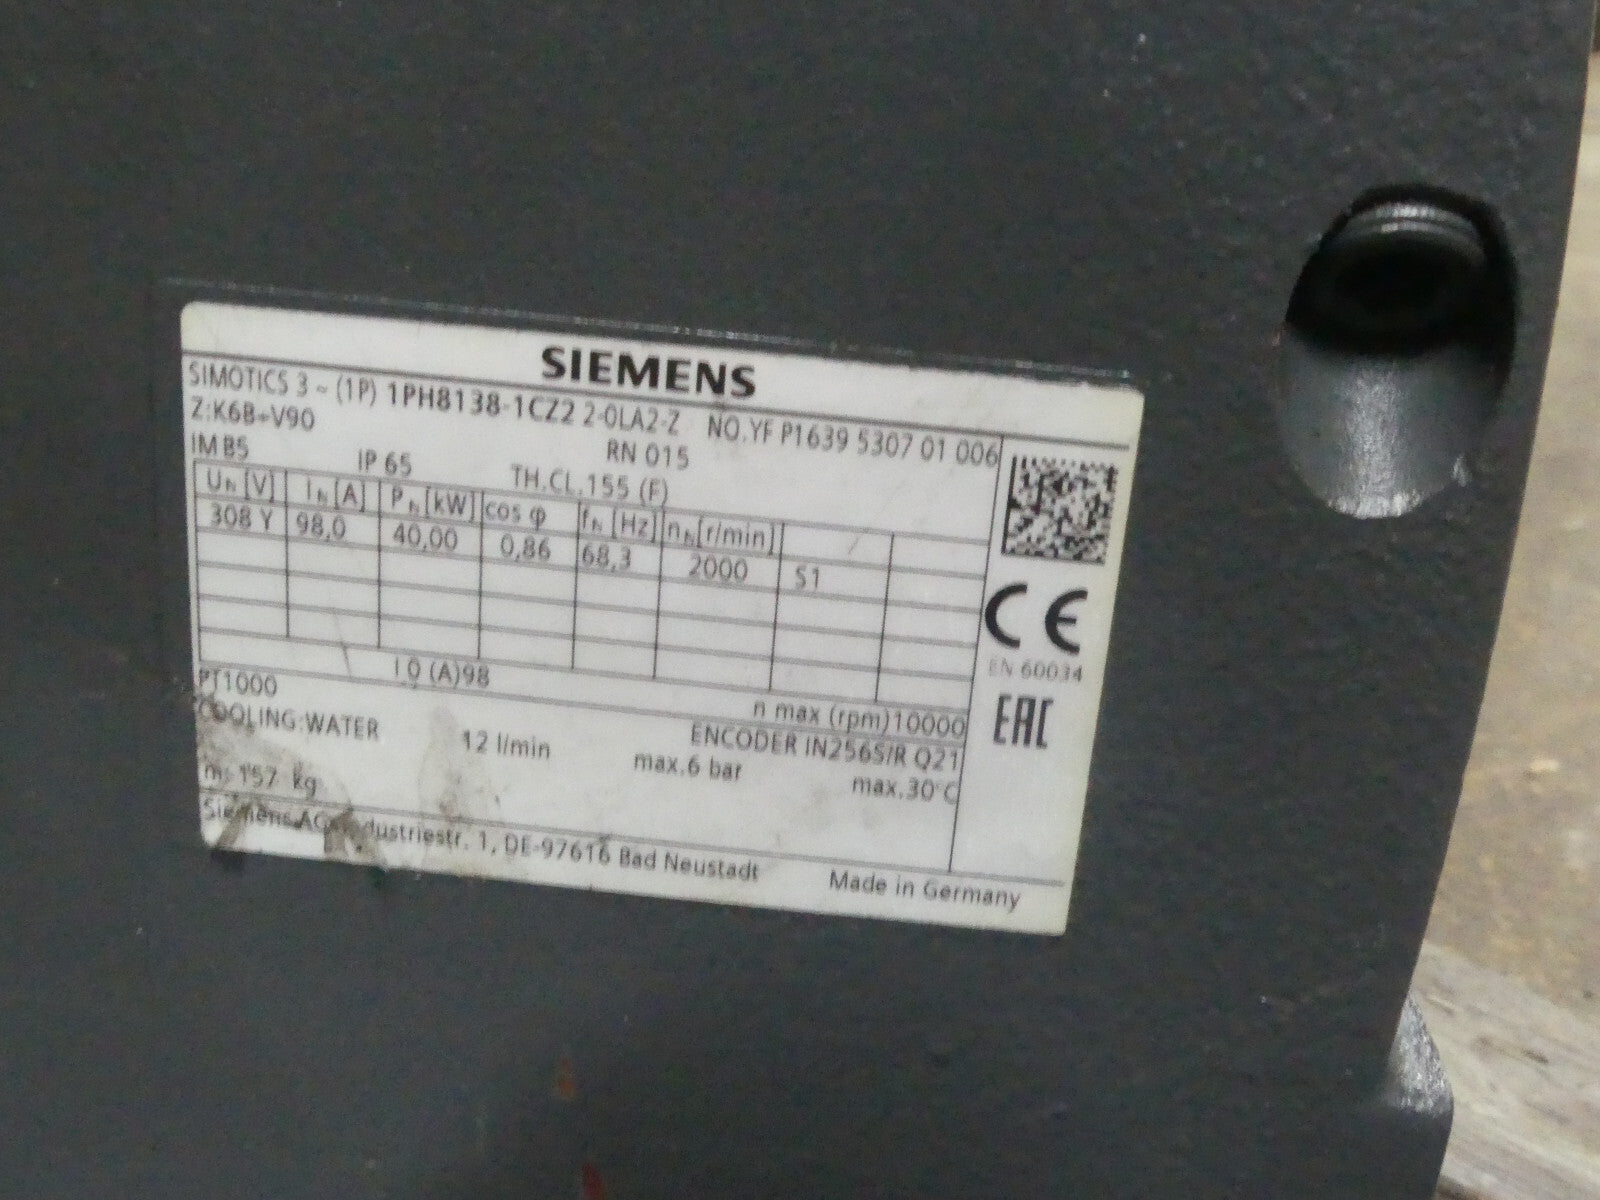 SIEMENS
SIMOTICS 3 ~ (1P) 1PH8138-1CZ2 2-0LA2-Z NO.YF P1639 5307 01 006
Z:K6B+V90 RN 015
IM B5 IP 65 TH.CL.155 (F)
UN [V] IN [A] PN [kW] cos φ fN [Hz] nN [r/min]
308 Y 98,0 40,00 0,86 68,3 2000 S1
I 0 (A)98 n max (rpm)10000
PT1000 ENCODER IN256S/R Q21
COOLING:WATER 12 l/min max.6 bar max.30°C
m: 157 kg
Siemens AG, Industriestr. 1, DE-97616 Bad Neustadt Made in Germany
CE
EN 60034
EAC